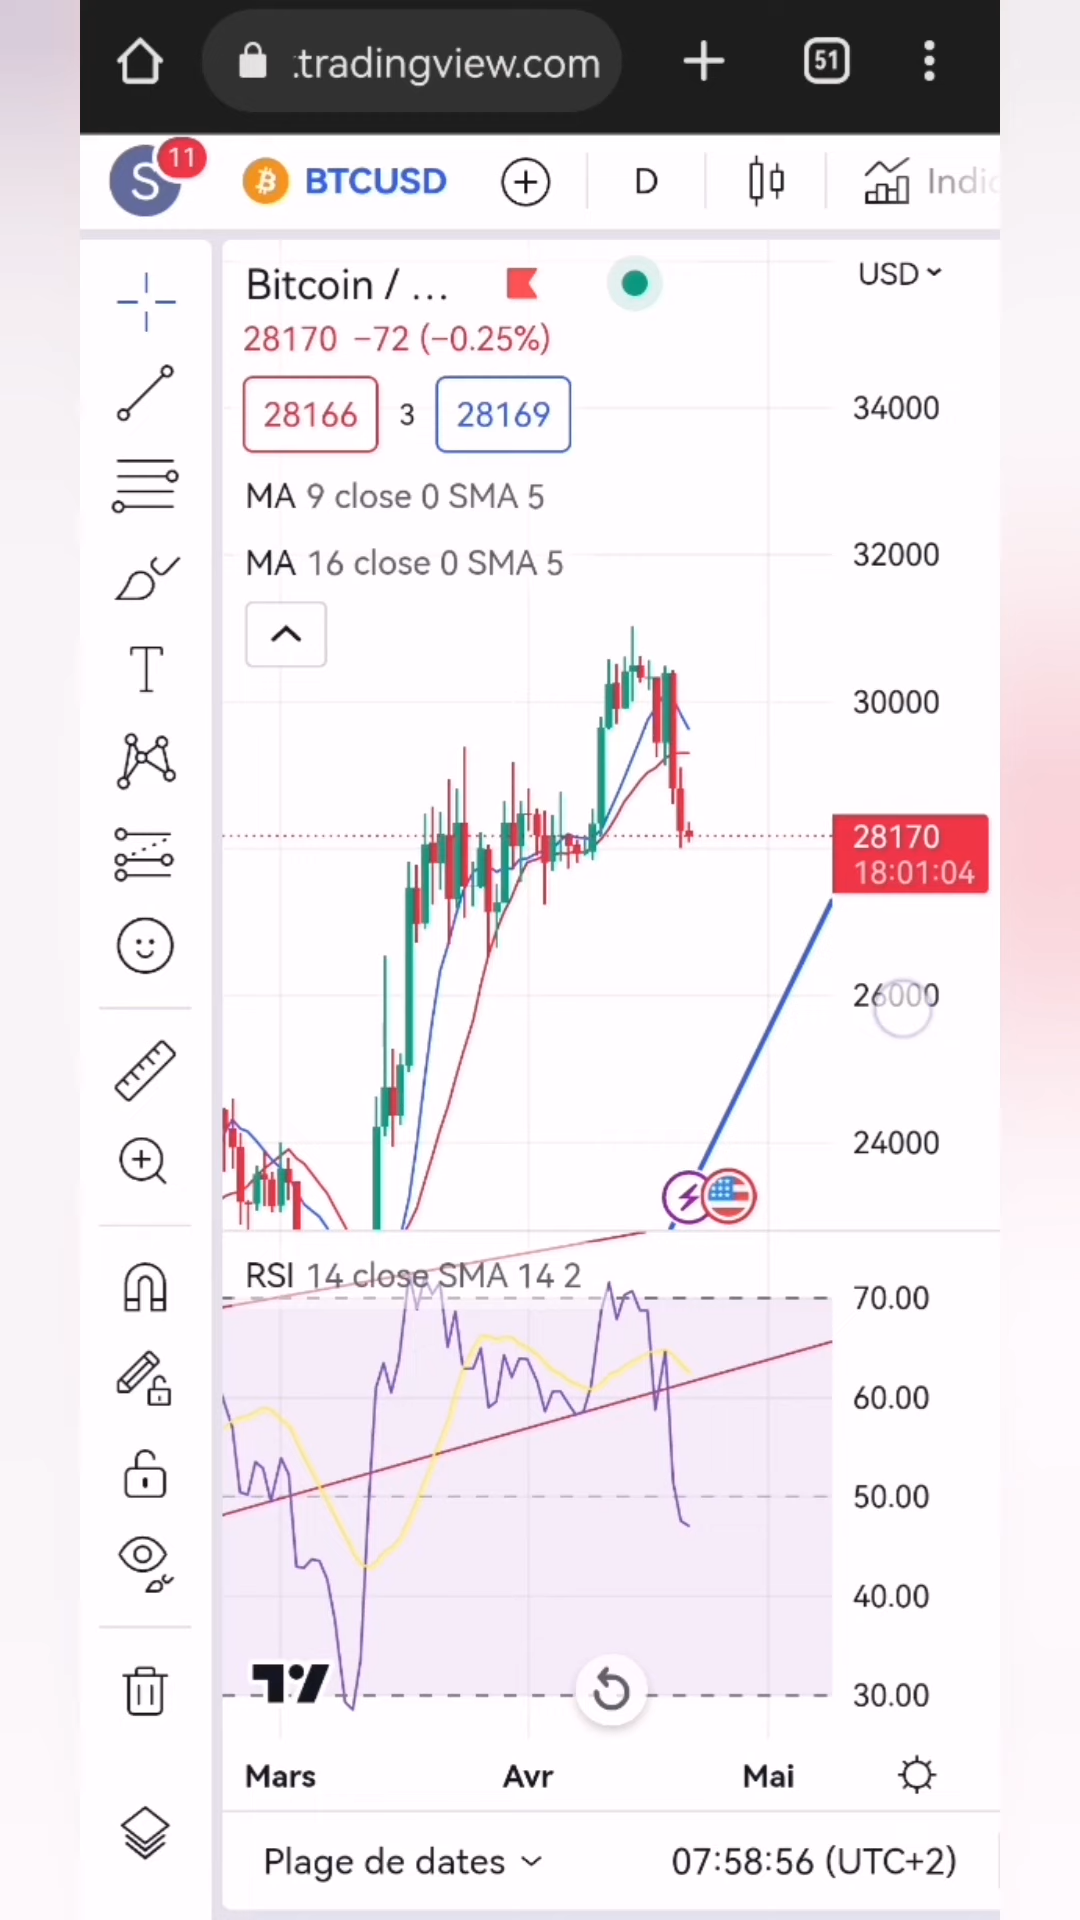 .tradingview.com
51
S
11
BTCUSD
D
Indic
Bitcoin / ...
USD
28170 −72 (−0.25%)
28166 3 28169
MA 9 close 0 SMA 5
MA 16 close 0 SMA 5
34000
32000
30000
28170
18:01:04
26000
24000
RSI 14 close SMA 14 2
70.00
60.00
50.00
40.00
30.00
Mars Avr Mai
Plage de dates 07:58:56 (UTC+2)